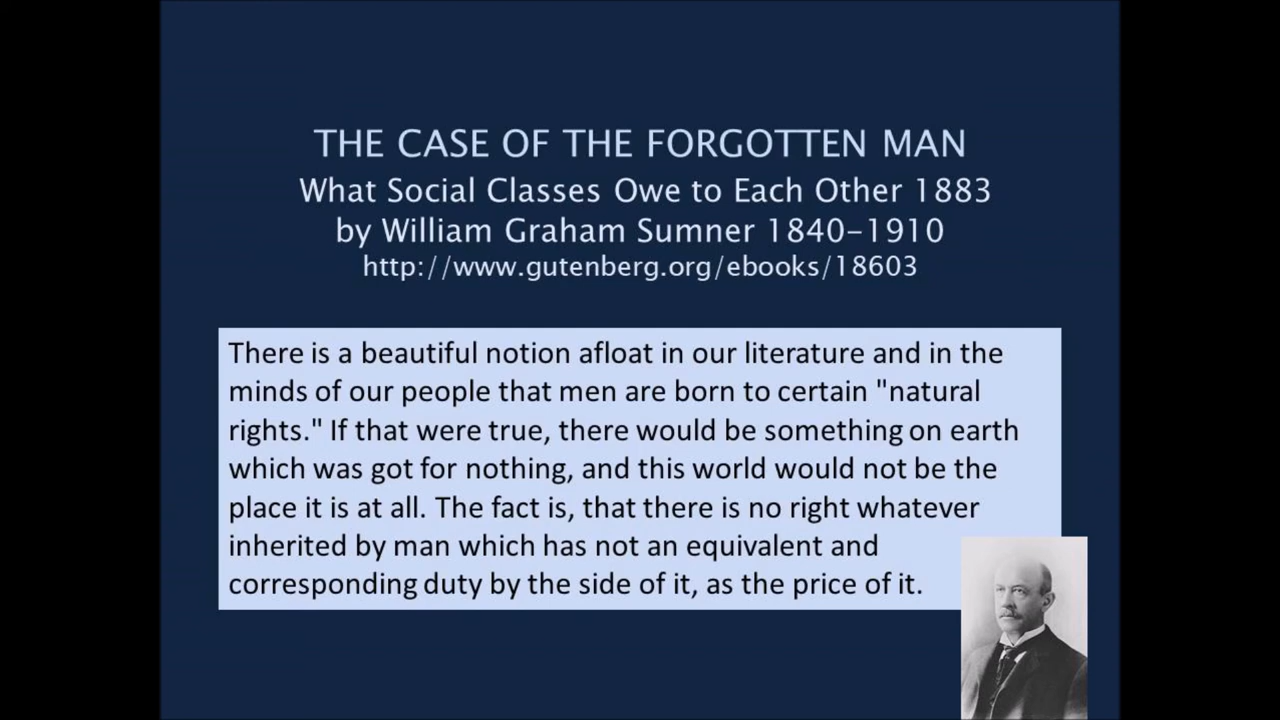 THE CASE OF THE FORGOTTEN MAN
What Social Classes Owe to Each Other 1883
by William Graham Sumner 1840-1910
http://www.gutenberg.org/ebooks/18603
There is a beautiful notion afloat in our literature and in the
minds of our people that men are born to certain "natural
rights." If that were true, there would be something on earth
which was got for nothing, and this world would not be the
place it is at all. The fact is, that there is no right whatever
inherited by man which has not an equivalent and
corresponding duty by the side of it, as the price of it.